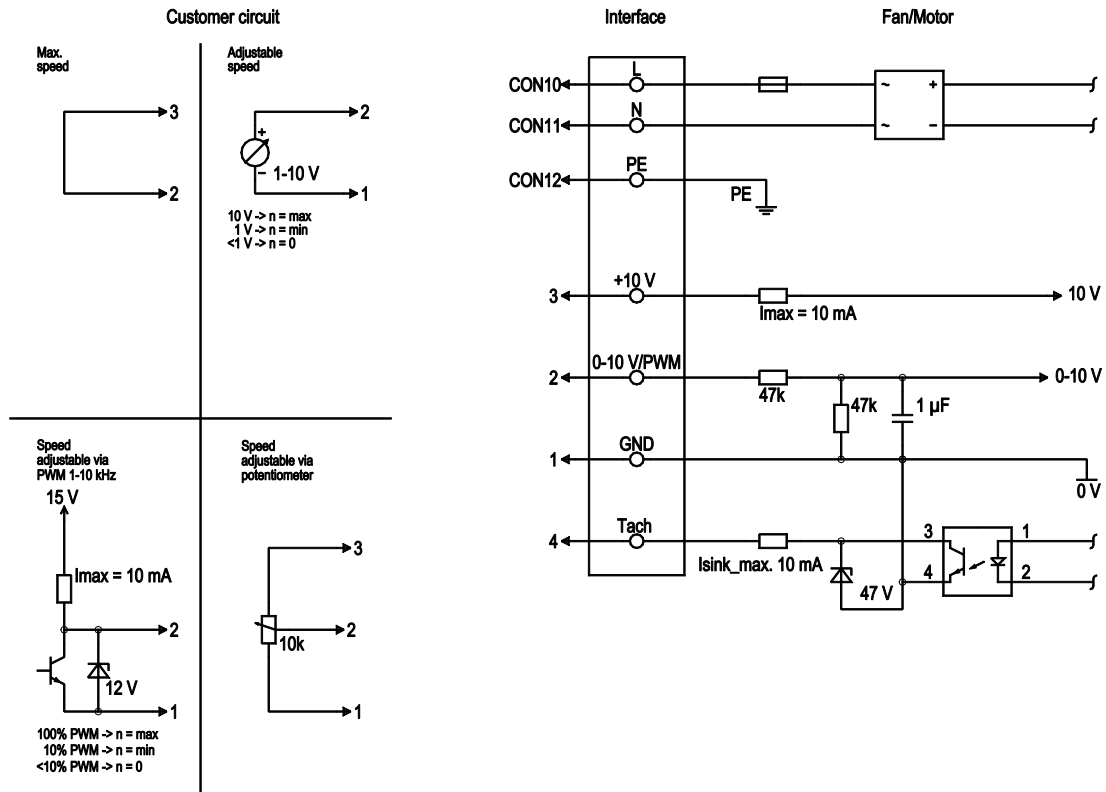 Customer circuit
Interface
Fan/Motor
Max.
speed
3
2
Adjustable
speed
2
+
–
1-10 V
1
10 V -> n = max
1 V -> n = min
<1 V -> n = 0
Speed
adjustable via
PWM 1-10 kHz
15 V
Imax = 10 mA
2
12 V
1
100% PWM -> n = max
10% PWM -> n = min
<10% PWM -> n = 0
Speed
adjustable via
potentiometer
3
2
10k
1
L
CON10
~ +
N
CON11
~ –
PE
CON12
PE
+10 V
3
10 V
Imax = 10 mA
0-10 V/PWM
2
0-10 V
47k
47k
1 µF
GND
1
0 V
Tach
4
3
1
Isink_max. 10 mA
4
2
47 V